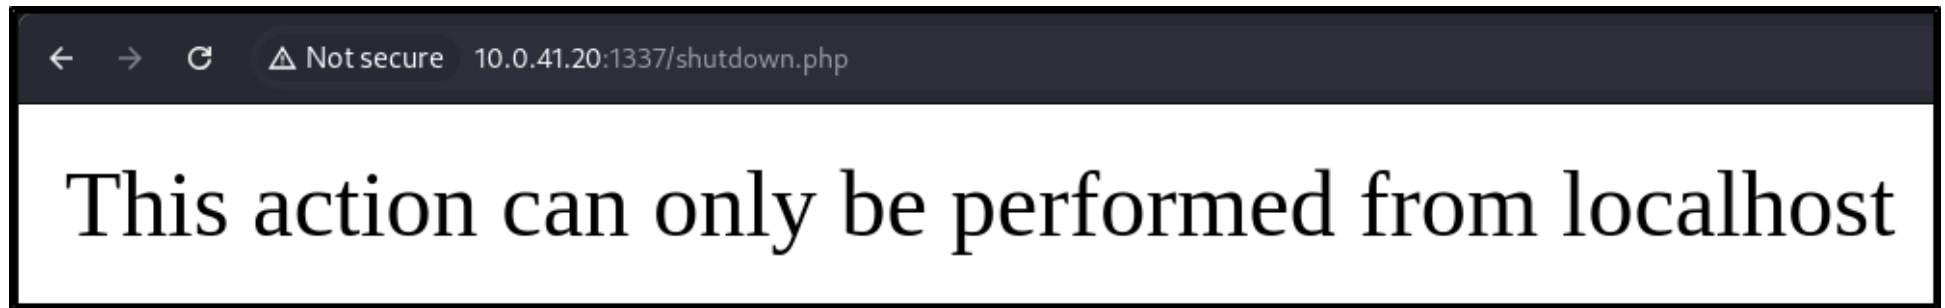 Not secure 10.0.41.20:1337/shutdown.php
This action can only be performed from localhost